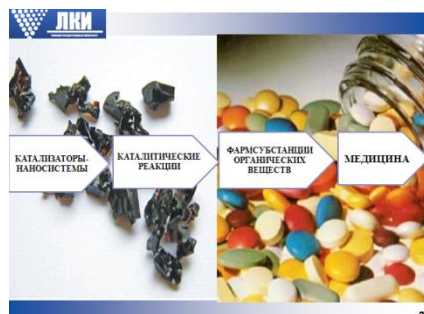 ЛКИ
КАТАЛИЗАТОРЫ-
НАНОСИСТЕМЫ
КАТАЛИТИЧЕСКИЕ
РЕАКЦИИ
ФАРМСУБСТАНЦИИ
ОРГАНИЧЕСКИХ
ВЕЩЕСТВ
МЕДИЦИНА